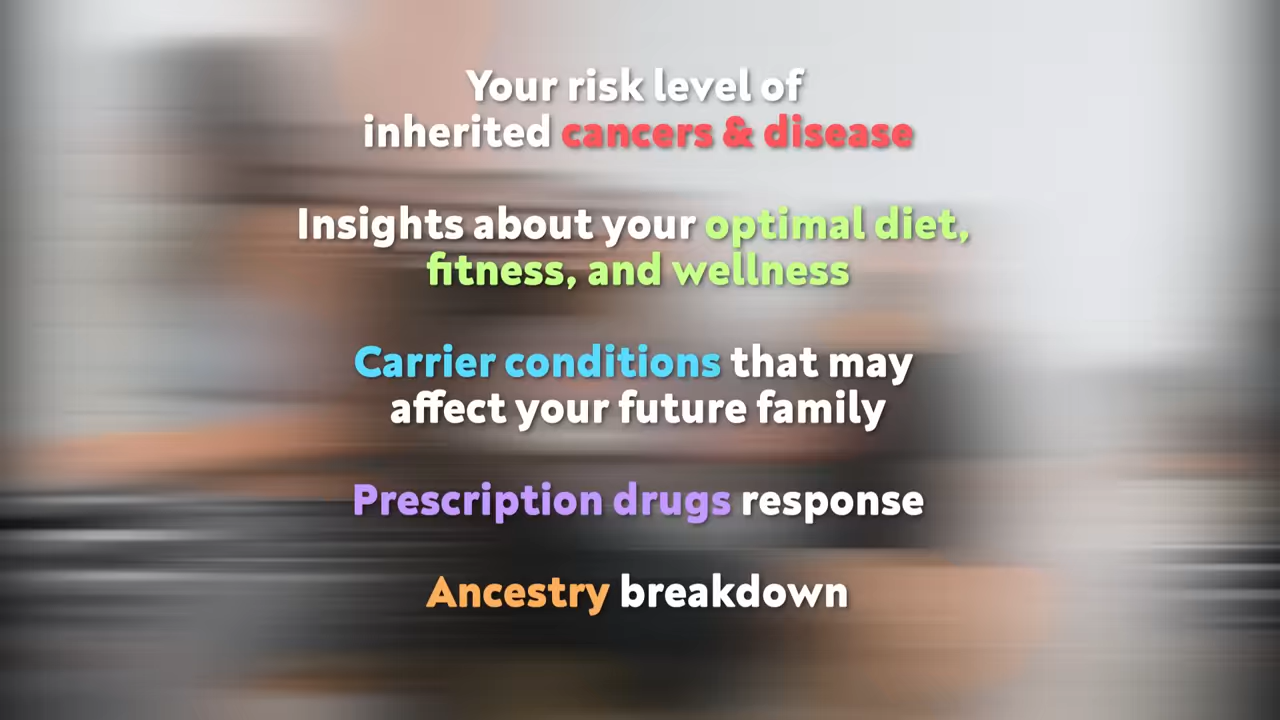 Your risk level of
inherited cancers & disease
Insights about your optimal diet,
fitness, and wellness
Carrier conditions that may
affect your future family
Prescription drugs response
Ancestry breakdown